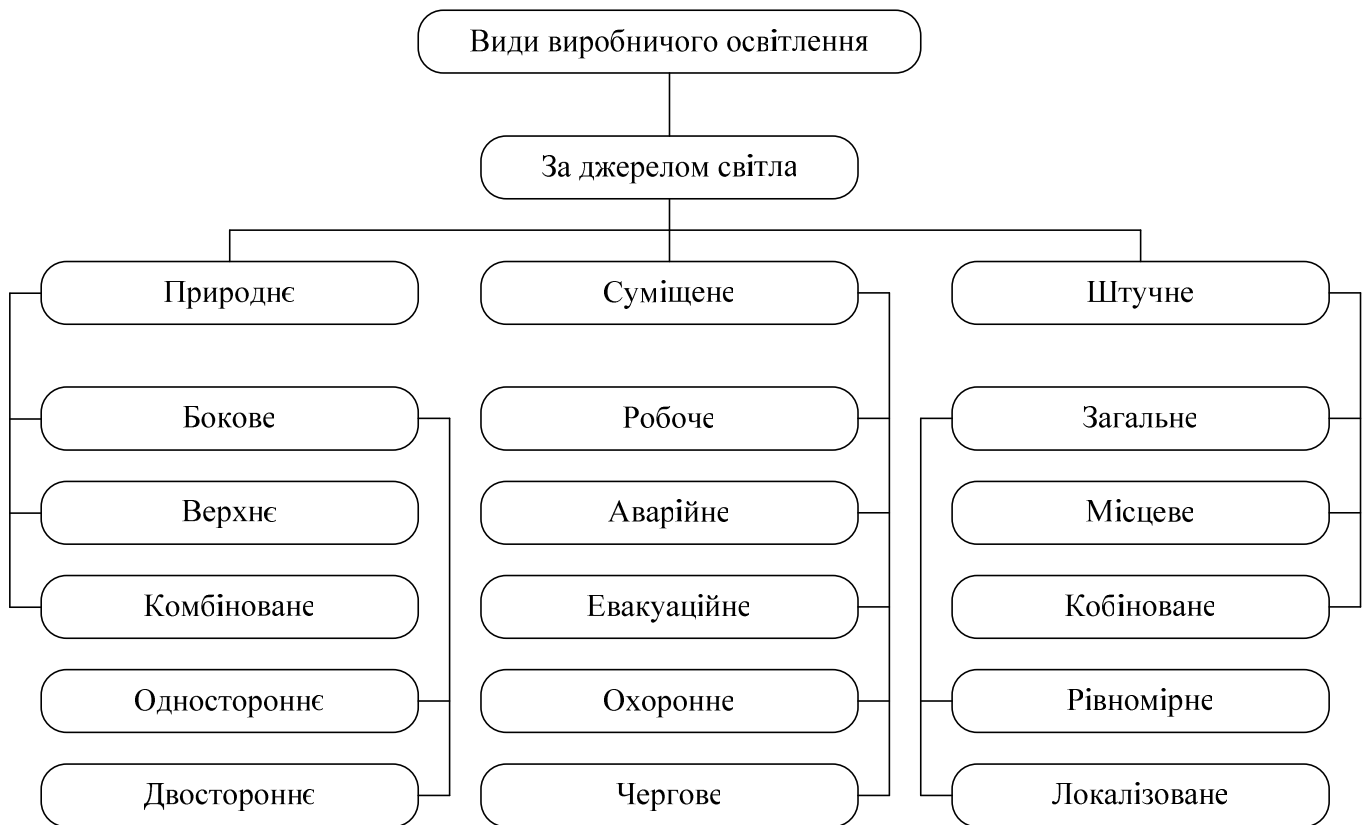 Види виробничого освітлення
За джерелом світла
Природнє
Суміщене
Штучне
Бокове
Робоче
Загальне
Верхнє
Аварійне
Місцеве
Комбіноване
Евакуаційне
Кобіноване
Одностороннє
Охоронне
Рівномірне
Двостороннє
Чергове
Локалізоване